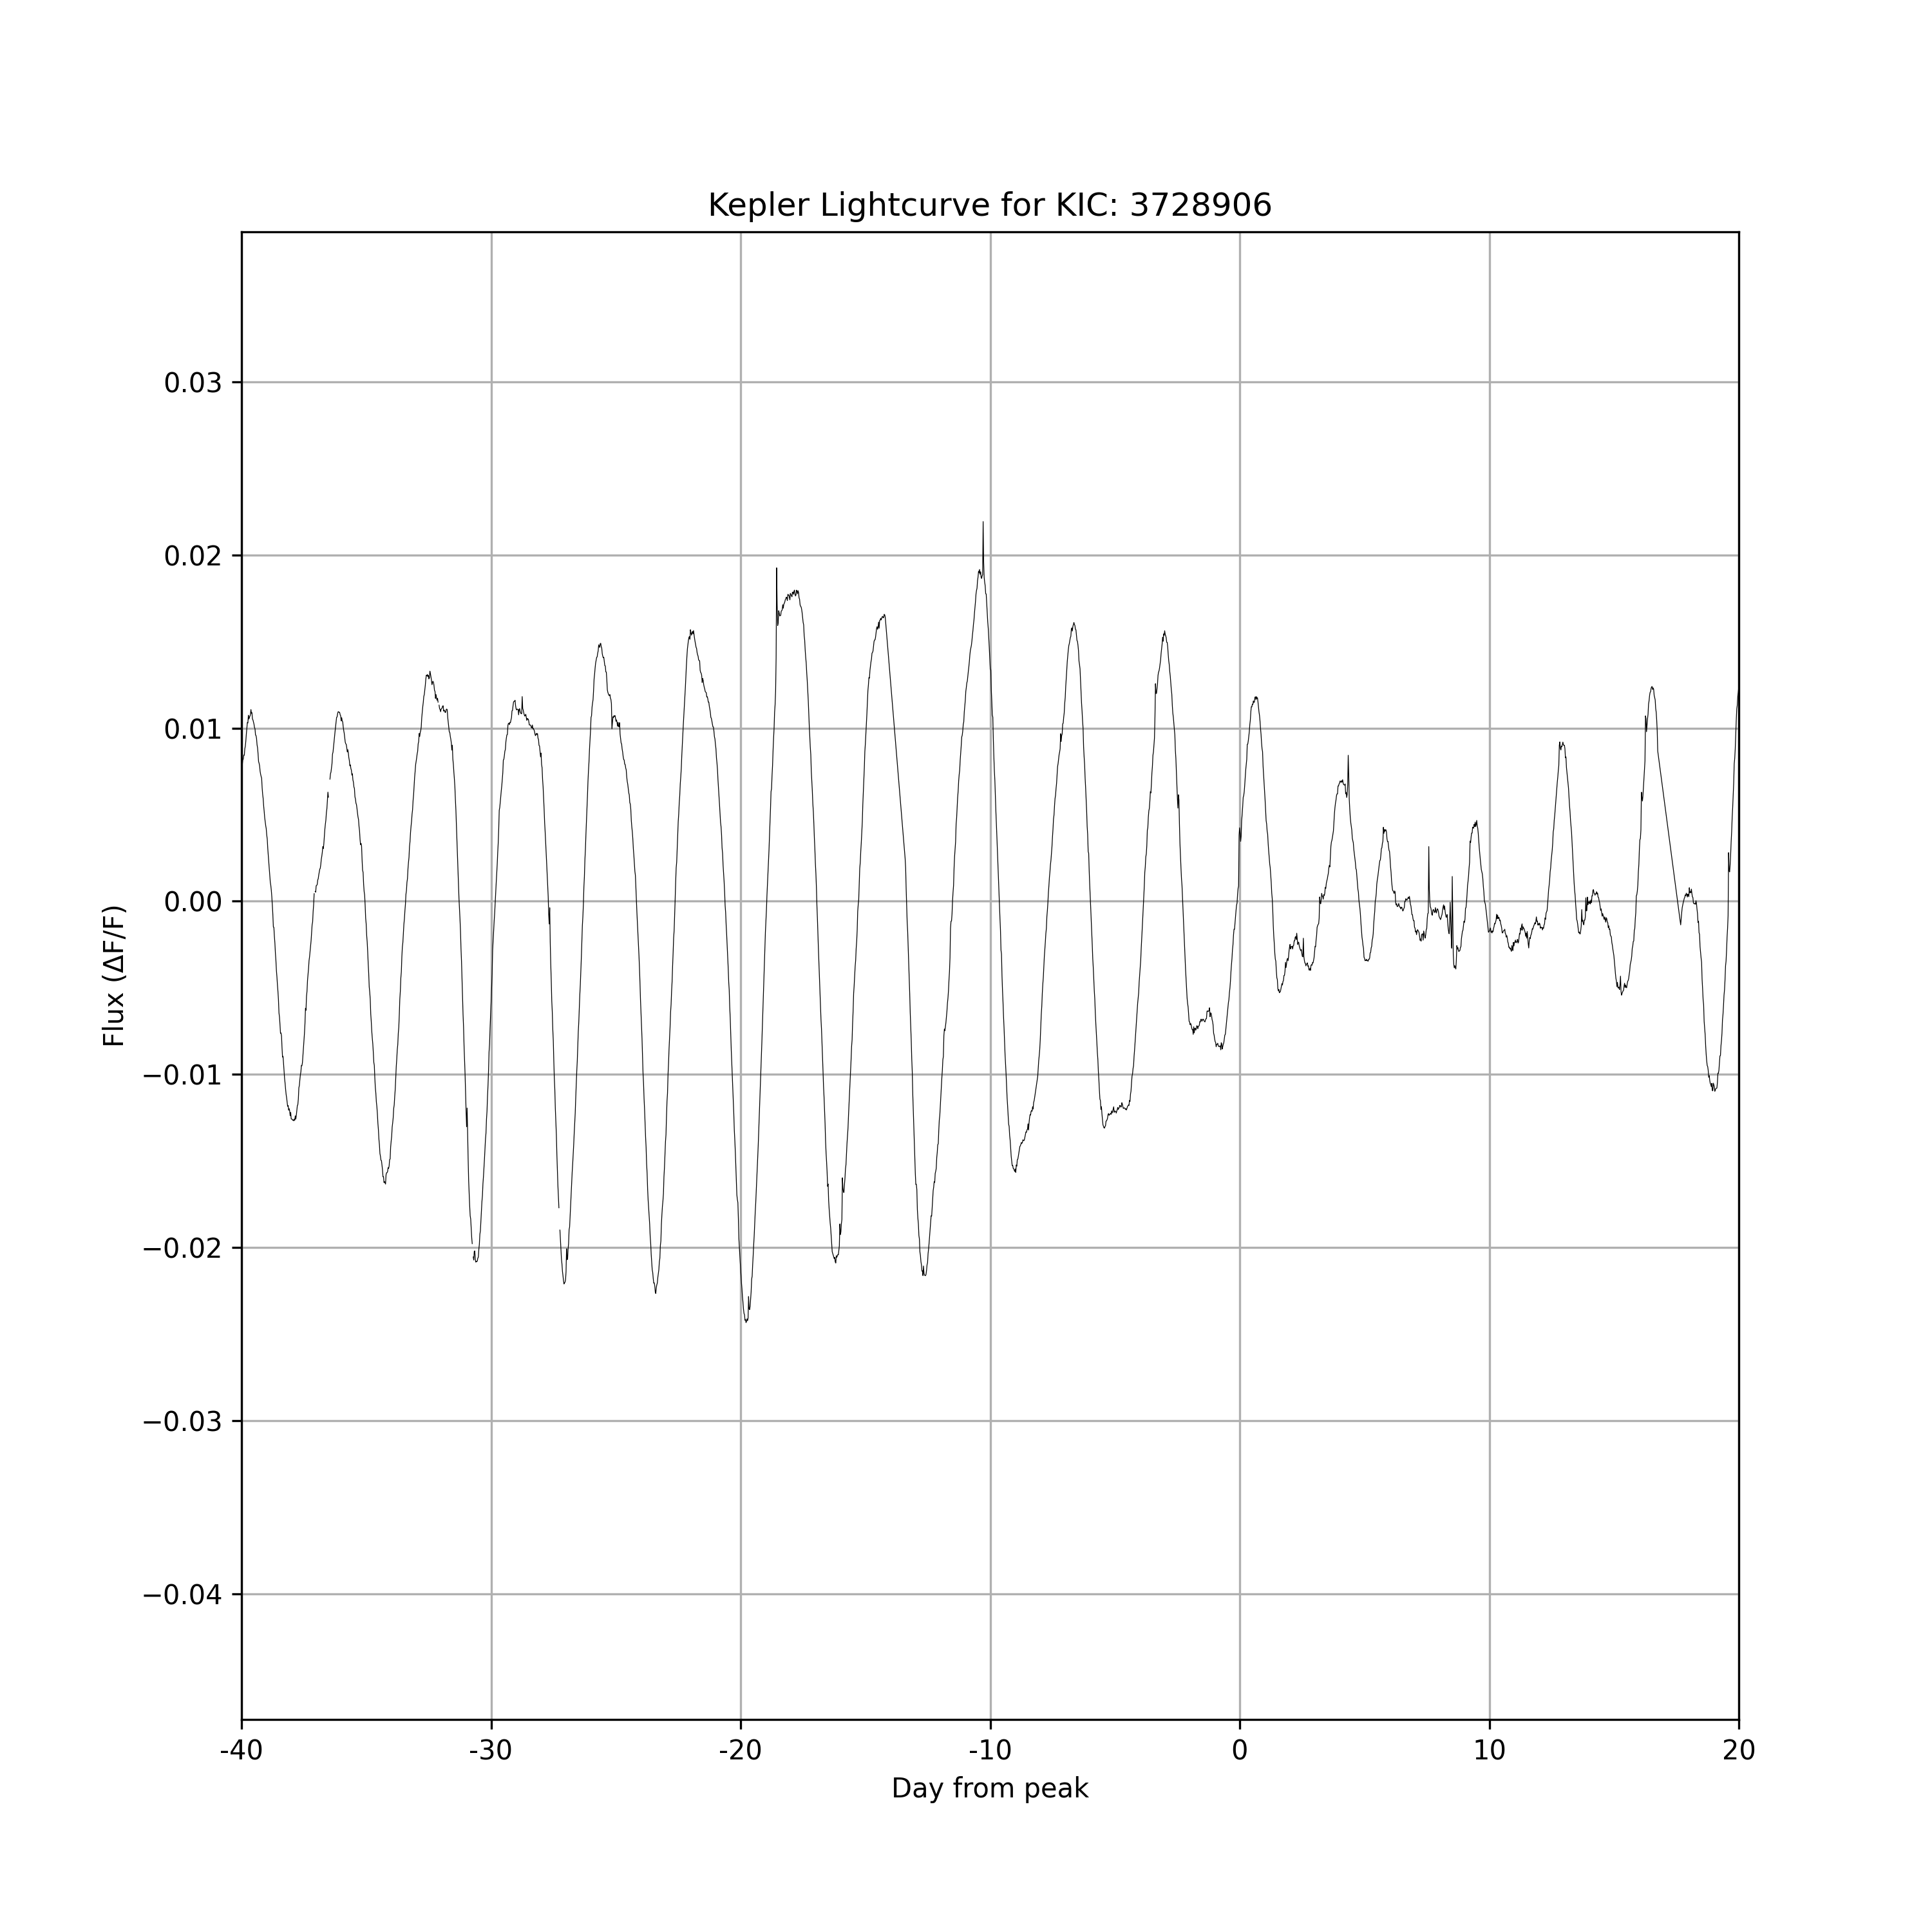 Kepler Lightcurve for KIC: 3728906
0.03
0.02
0.01
0.00
−0.01
−0.02
−0.03
−0.04
Flux (ΔF/F)
-40 -30 -20 -10 0 10 20
Day from peak